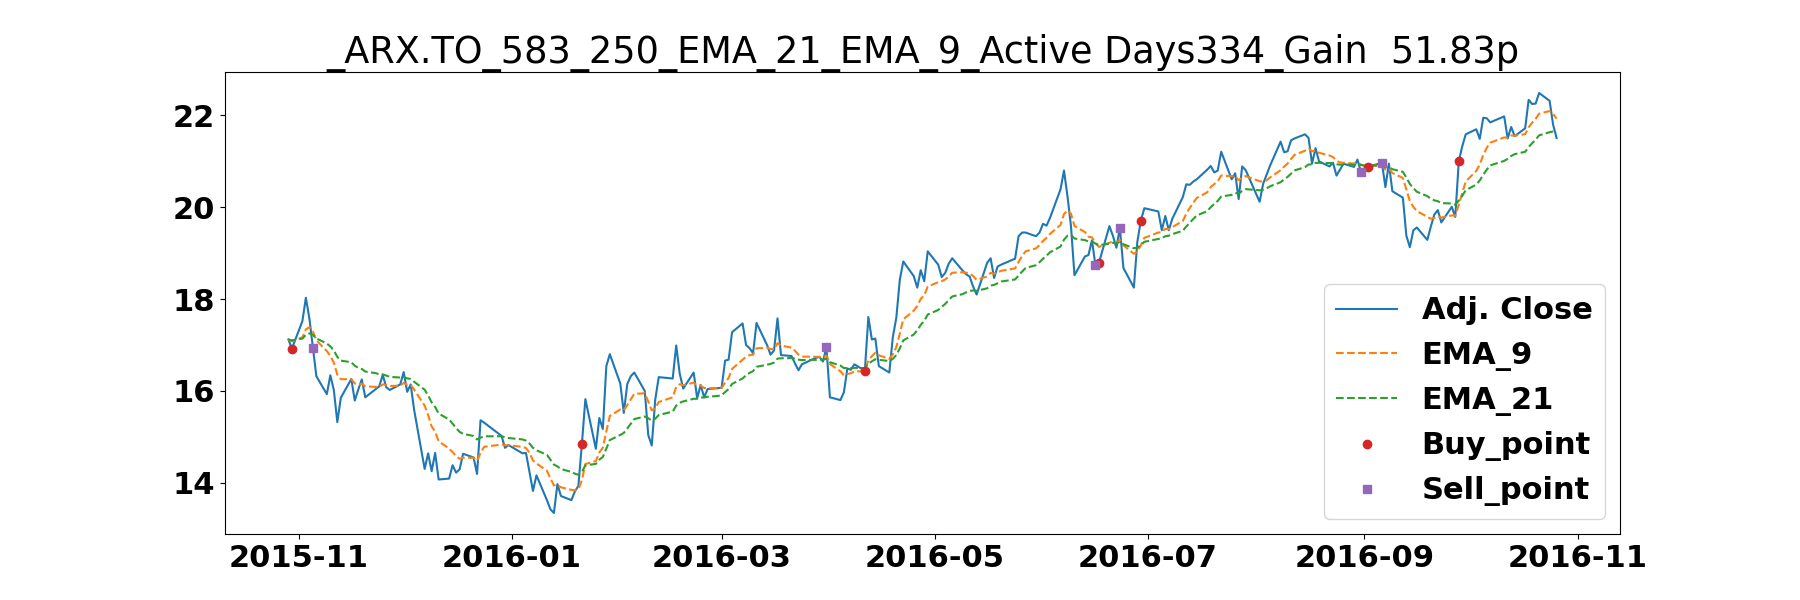 _ARX.TO_583_250_EMA_21_EMA_9_Active Days334_Gain  51.83p
22
20
18
16
14
Adj. Close
EMA_9
EMA_21
Buy_point
Sell_point
2015-11 2016-01 2016-03 2016-05 2016-07 2016-09 2016-11